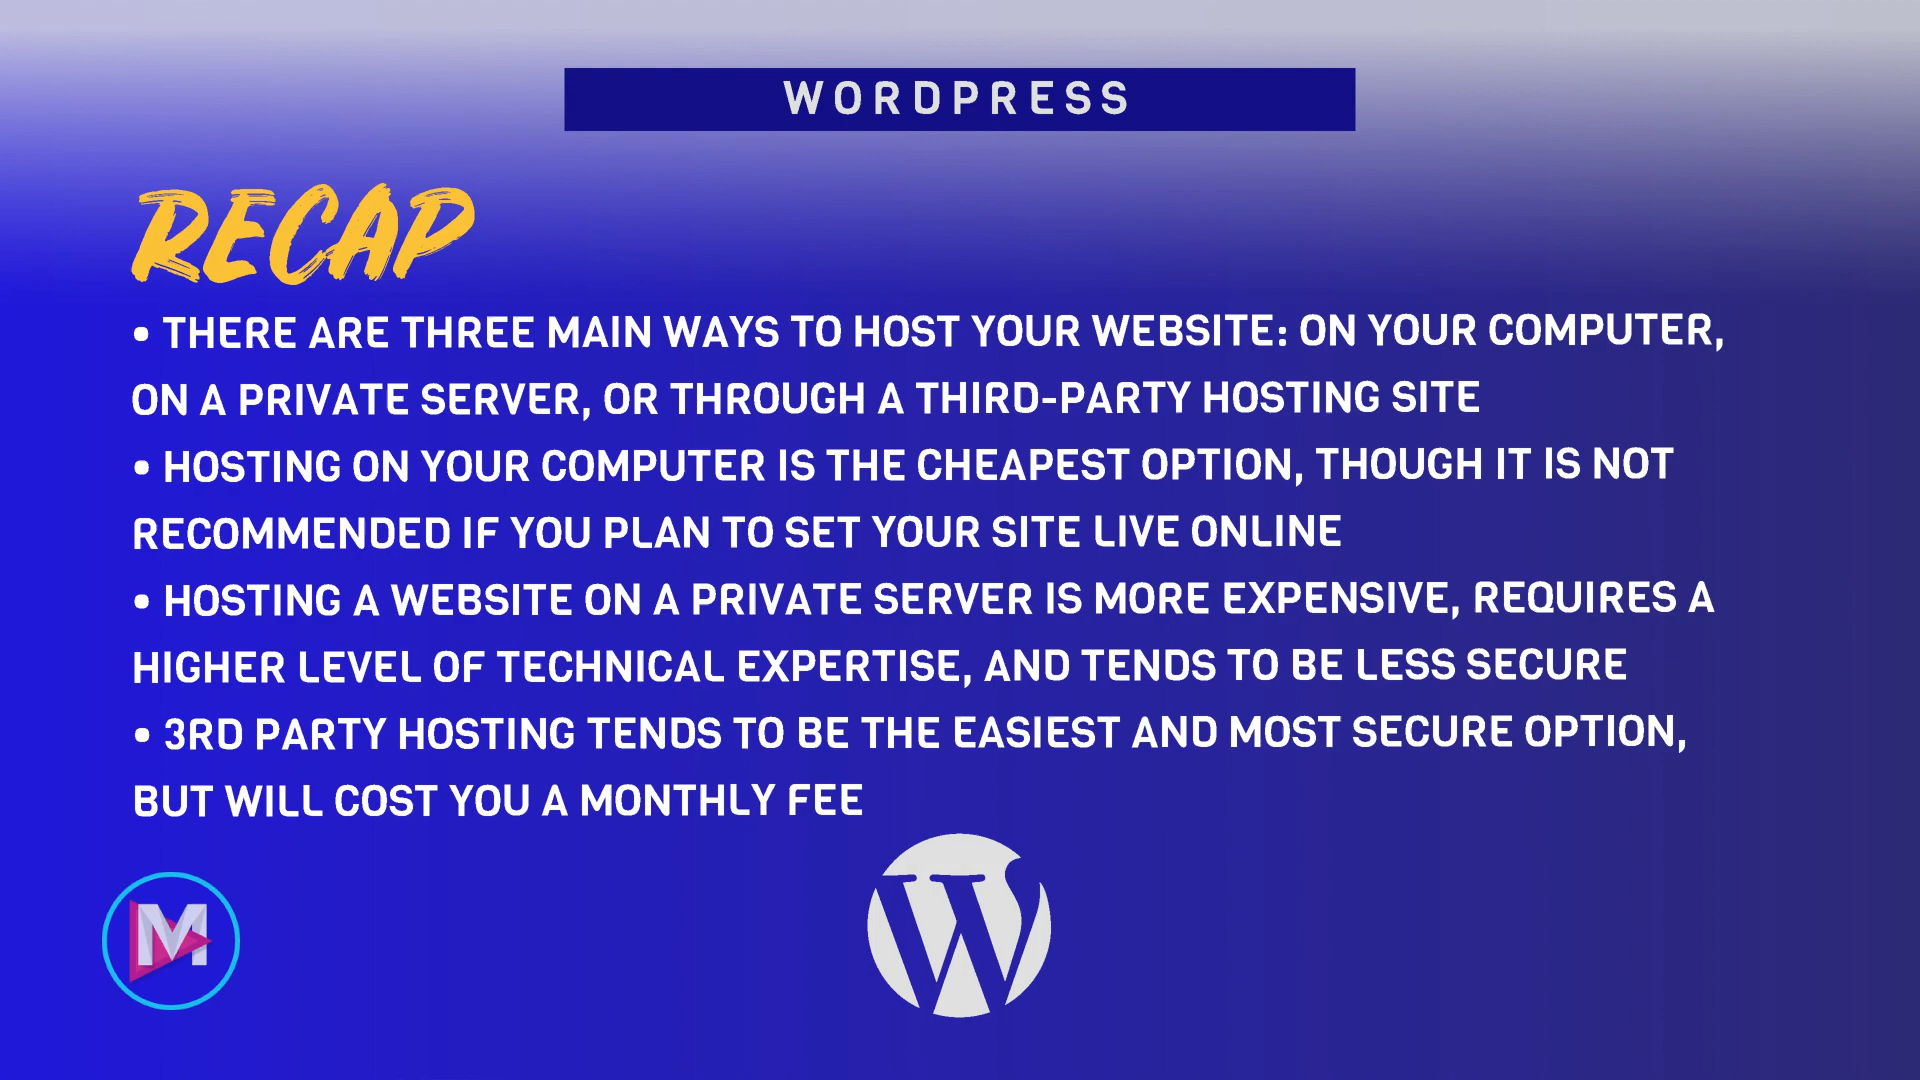 WORDPRESS
RECAP
• THERE ARE THREE MAIN WAYS TO HOST YOUR WEBSITE: ON YOUR COMPUTER,
ON A PRIVATE SERVER, OR THROUGH A THIRD-PARTY HOSTING SITE
• HOSTING ON YOUR COMPUTER IS THE CHEAPEST OPTION, THOUGH IT IS NOT
RECOMMENDED IF YOU PLAN TO SET YOUR SITE LIVE ONLINE
• HOSTING A WEBSITE ON A PRIVATE SERVER IS MORE EXPENSIVE, REQUIRES A
HIGHER LEVEL OF TECHNICAL EXPERTISE, AND TENDS TO BE LESS SECURE
• 3RD PARTY HOSTING TENDS TO BE THE EASIEST AND MOST SECURE OPTION,
BUT WILL COST YOU A MONTHLY FEE
M
W